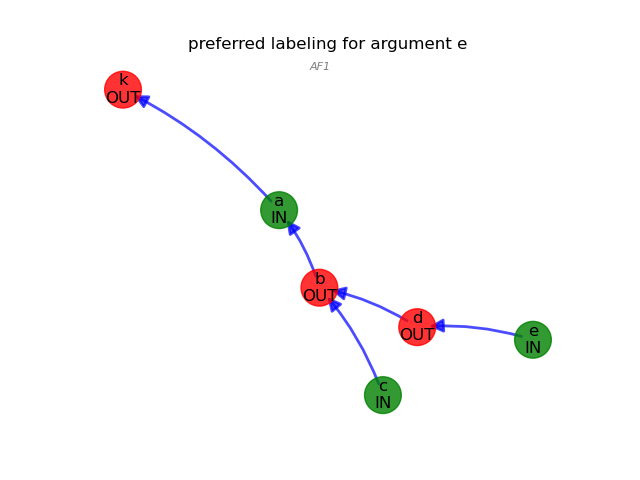 preferred labeling for argument e
AF1
k
OUT
a
IN
b
OUT
d
OUT
e
IN
c
IN